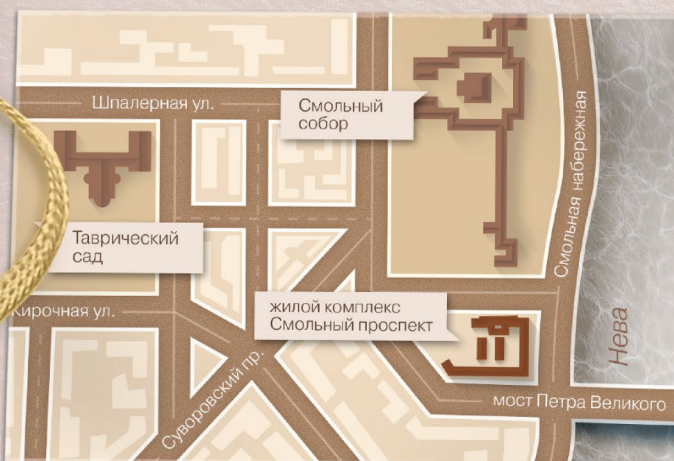 Шпалерная ул.
Смольный
собор
Смольная набережная
Таврический
сад
Кирочная ул.
жилой комплекс
Смольный проспект
Нева
Суворовский пр.
мост Петра Великого